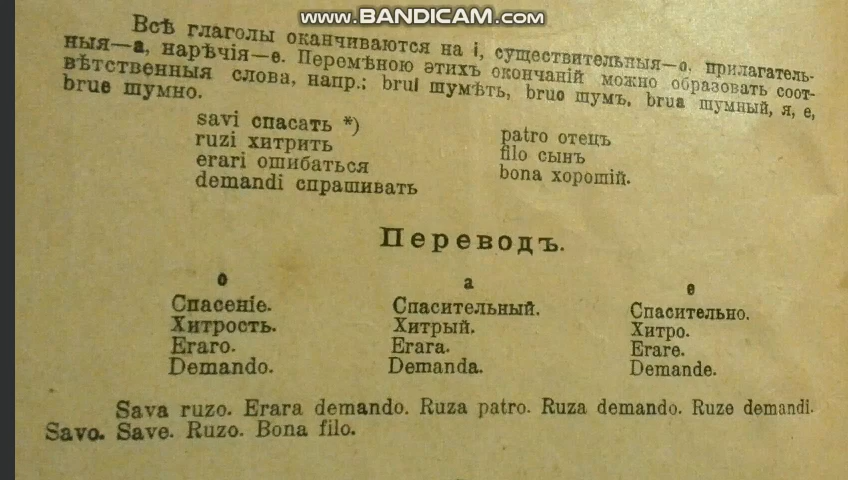 www.BANDICAM.com
Всѣ глаголы оканчиваются на i, существительныя—о, прилагатель-
ныя—а, нарѣчія—е. Перемѣною этихъ окончаній можно образовать соот-
вѣтственныя слова, напр.: brui шумѣть, bruo шумъ, brua шумный, я, е,
brue шумно.
savi спасать *)
ruzi хитрить
erari ошибаться
demandi спрашивать
patro отецъ
filo сынъ
bona хорошій.
Переводъ.
о а е
Спасеніе. Спасительный. Спасительно.
Хитрость. Хитрый. Хитро.
Eraro. Erara. Erare.
Demando. Demanda. Demande.
Sava ruzo. Erara demando. Ruza patro. Ruza demando. Ruze demandi.
Savo. Save. Ruzo. Bona filo.